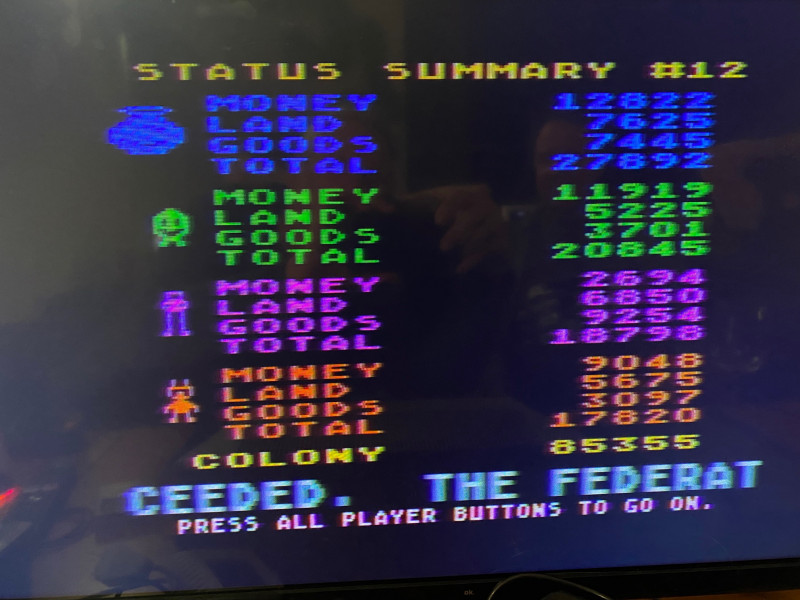 STATUS SUMMARY #12
MONEY 12822
LAND 7625
GOODS 7445
TOTAL 27892
MONEY 11919
LAND 5225
GOODS 3701
TOTAL 20845
MONEY 2694
LAND 6850
GOODS 9254
TOTAL 18798
MONEY 9048
LAND 5675
GOODS 3097
TOTAL 17820
COLONY 85355
CEEDED. THE FEDERAT
PRESS ALL PLAYER BUTTONS TO GO ON.